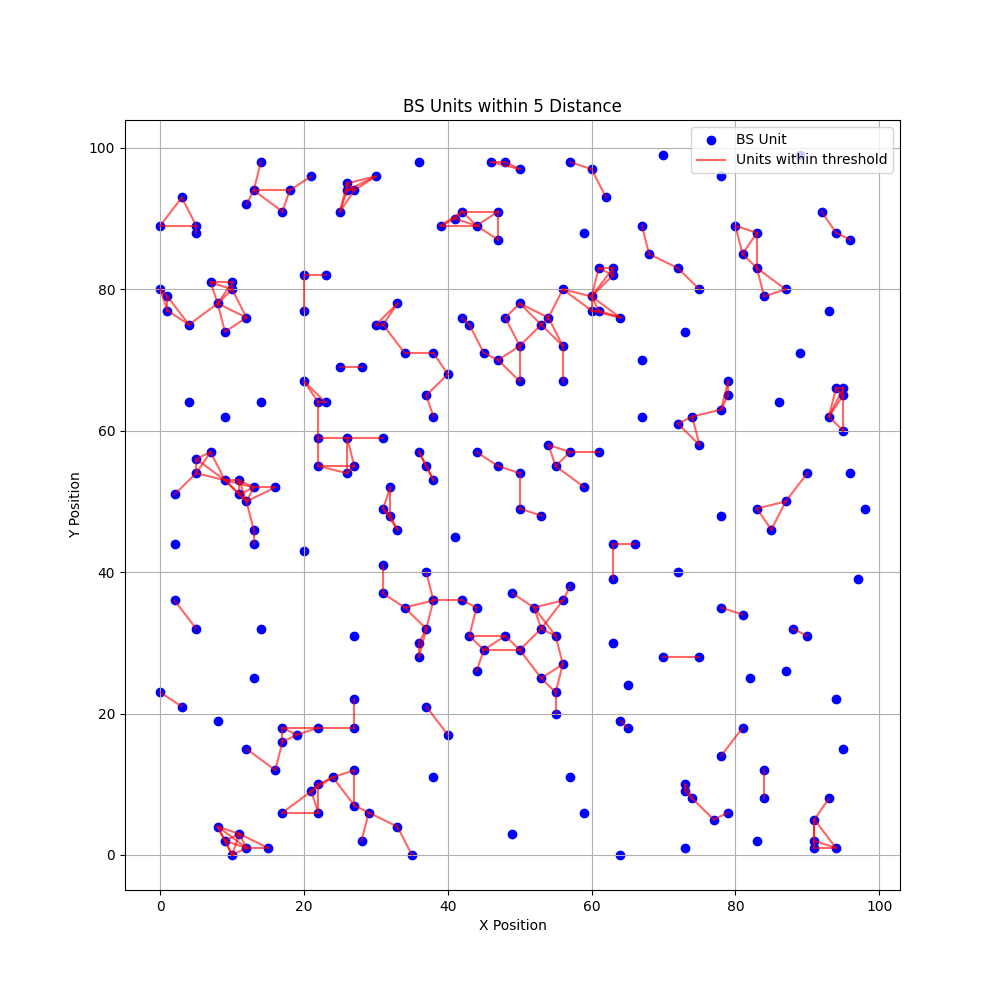 BS Units within 5 Distance
BS Unit
Units within threshold
Y Position
100
80
60
40
20
0
0 20 40 60 80 100
X Position